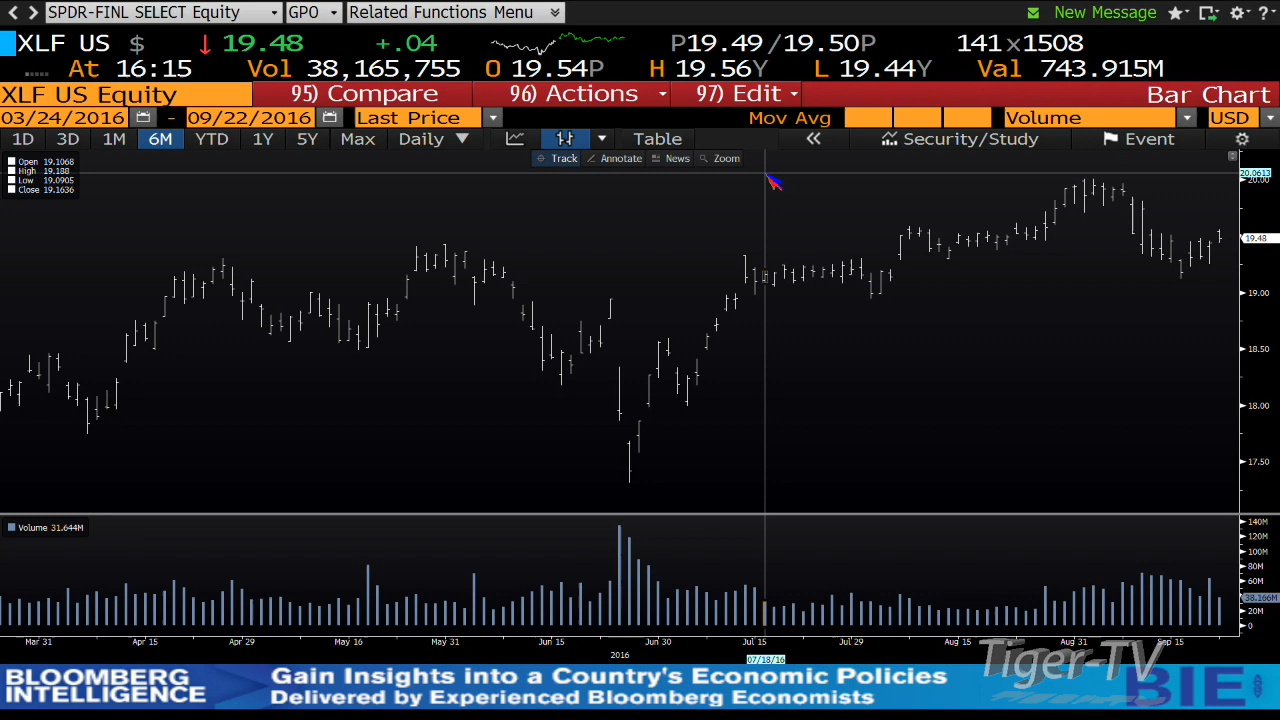 SPDR-FINL SELECT Equity GPO Related Functions Menu New Message
XLF US $ 19.48 +.04 P19.49/19.50P 141x1508
At 16:15 Vol 38,165,755 O 19.54P H 19.56Y L 19.44Y Val 743.915M
XLF US Equity 95) Compare 96) Actions 97) Edit Bar Chart
03/24/2016 - 09/22/2016 Last Price Mov Avg Volume USD
1D 3D 1M 6M YTD 1Y 5Y Max Daily Table Security/Study Event
Track Annotate News Zoom
Open 19.1068
High 19.188
Low 19.0905
Close 19.1636
20.0613
20.00
19.48
19.00
18.50
18.00
17.50
Volume 31.644M
140M
120M
100M
80M
60M
38.166M
20M
0
Mar 31 Apr 15 Apr 29 May 16 May 31 Jun 15 Jun 30 Jul 15 Jul 29 Aug 15 Aug 31 Sep 15
2016
07/18/16
Tiger-TV
BLOOMBERG INTELLIGENCE
Gain Insights into a Country's Economic Policies
Delivered by Experienced Bloomberg Economists
BIE